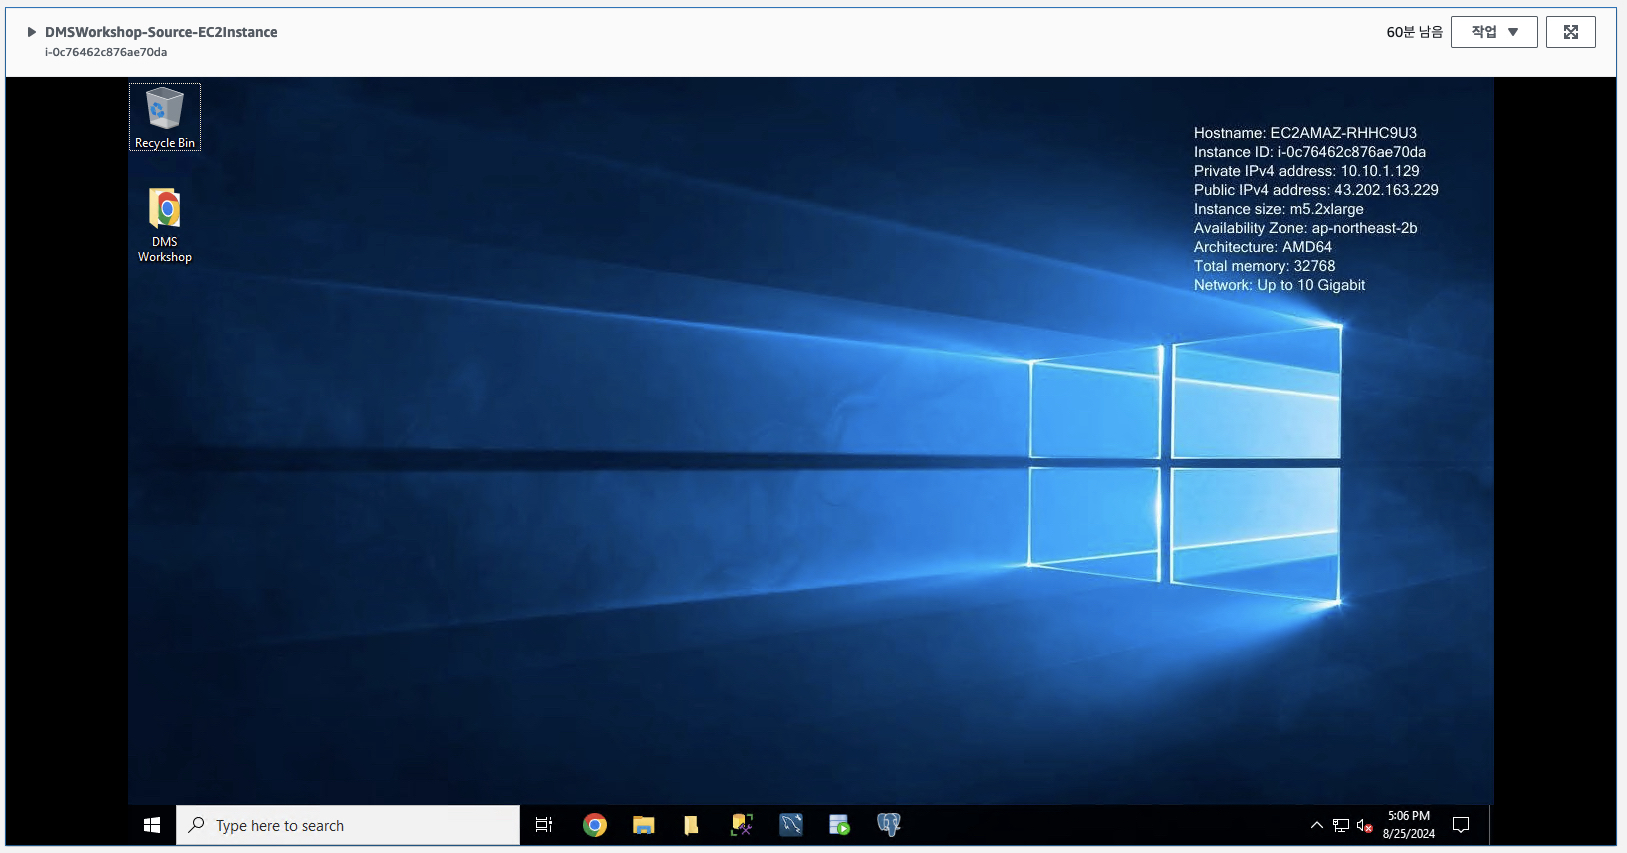 DMSWorkshop-Source-EC2Instance
i-0c76462c876ae70da
60분 남음
작업
Recycle Bin
DMS
Workshop
Hostname: EC2AMAZ-RHHC9U3
Instance ID: i-0c76462c876ae70da
Private IPv4 address: 10.10.1.129
Public IPv4 address: 43.202.163.229
Instance size: m5.2xlarge
Availability Zone: ap-northeast-2b
Architecture: AMD64
Total memory: 32768
Network: Up to 10 Gigabit
Type here to search
5:06 PM
8/25/2024